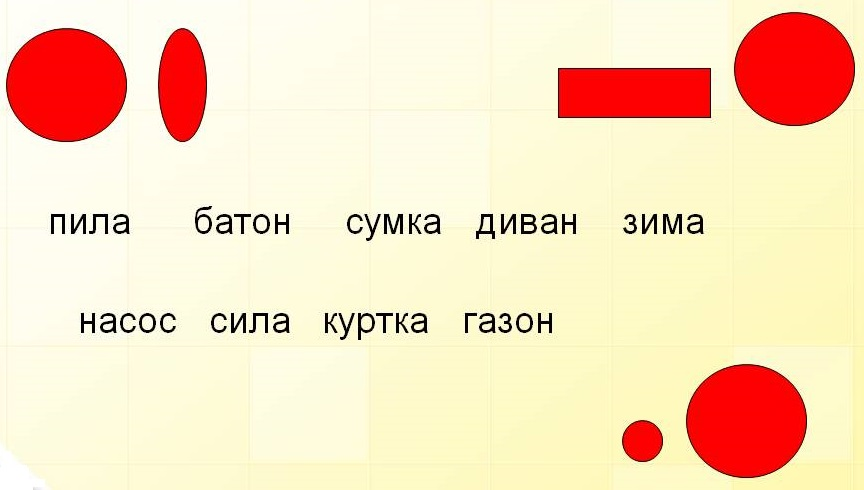 пила батон сумка диван зима
насос сила куртка газон